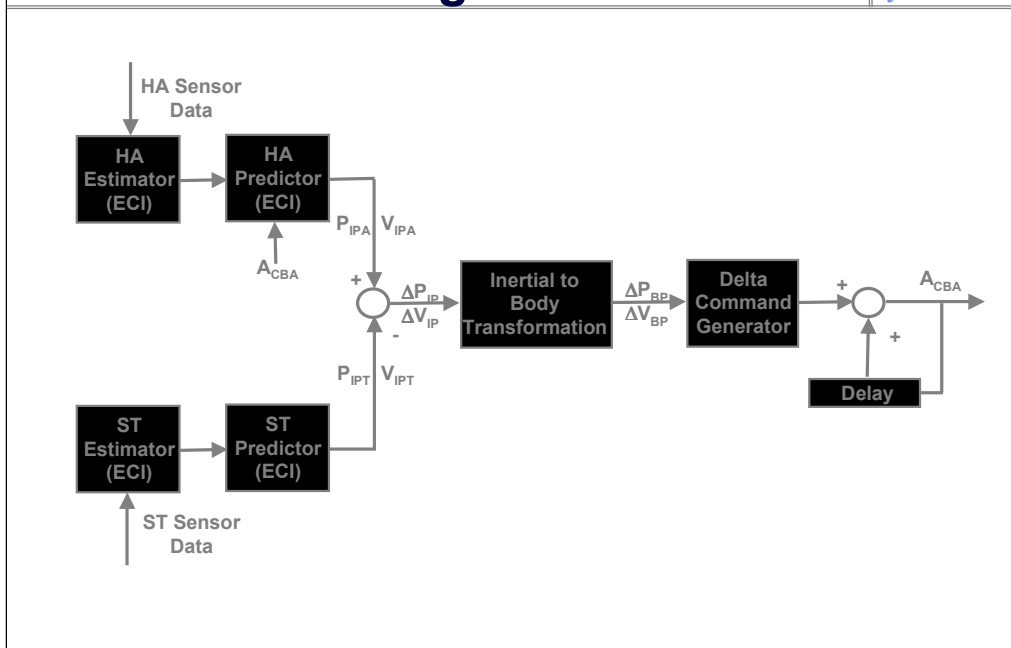 HA Sensor
Data
HA
Estimator
(ECI)
HA
Predictor
(ECI)
A_CBA
P_IPA V_IPA
+
-
P_IPT V_IPT
ΔP_IP
ΔV_IP
Inertial to
Body
Transformation
ΔP_BP
ΔV_BP
Delta
Command
Generator
+
+
A_CBA
Delay
ST
Estimator
(ECI)
ST
Predictor
(ECI)
ST Sensor
Data